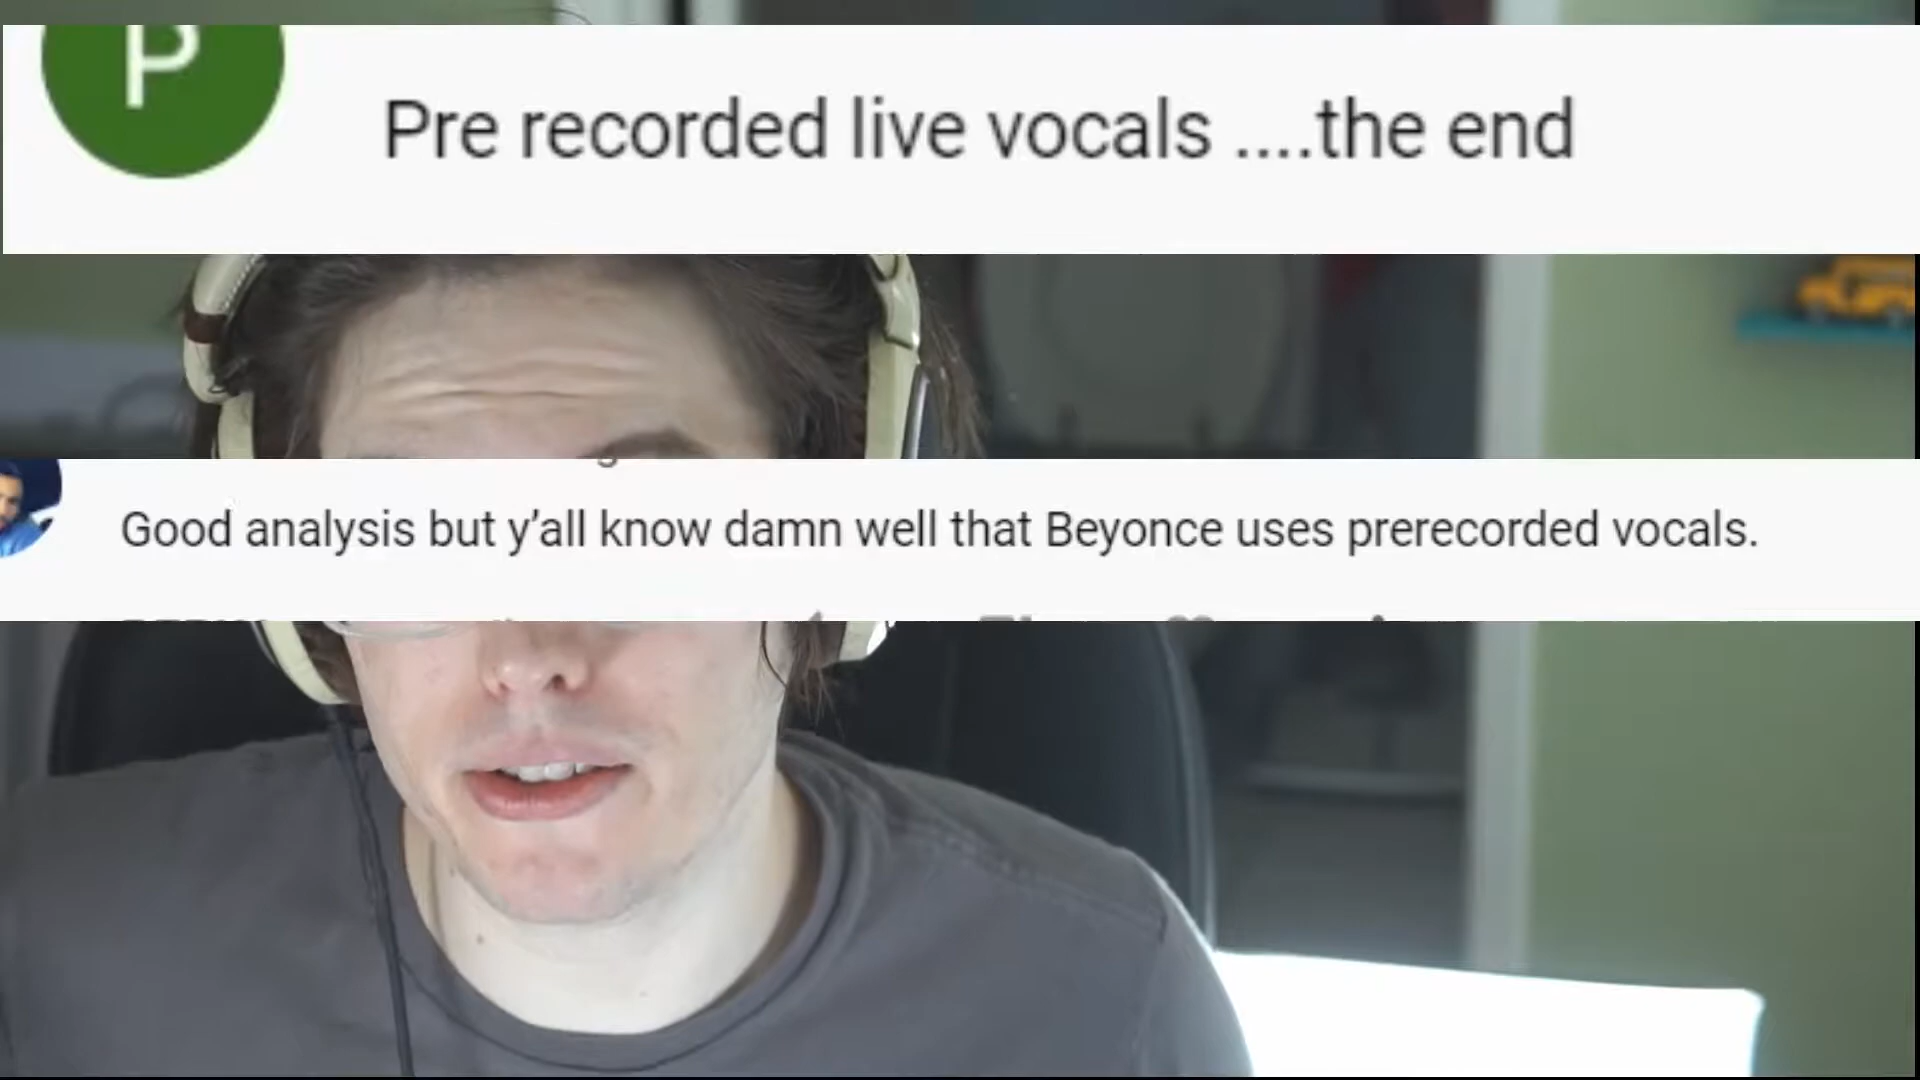 P
Pre recorded live vocals ....the end
Good analysis but y’all know damn well that Beyonce uses prerecorded vocals.